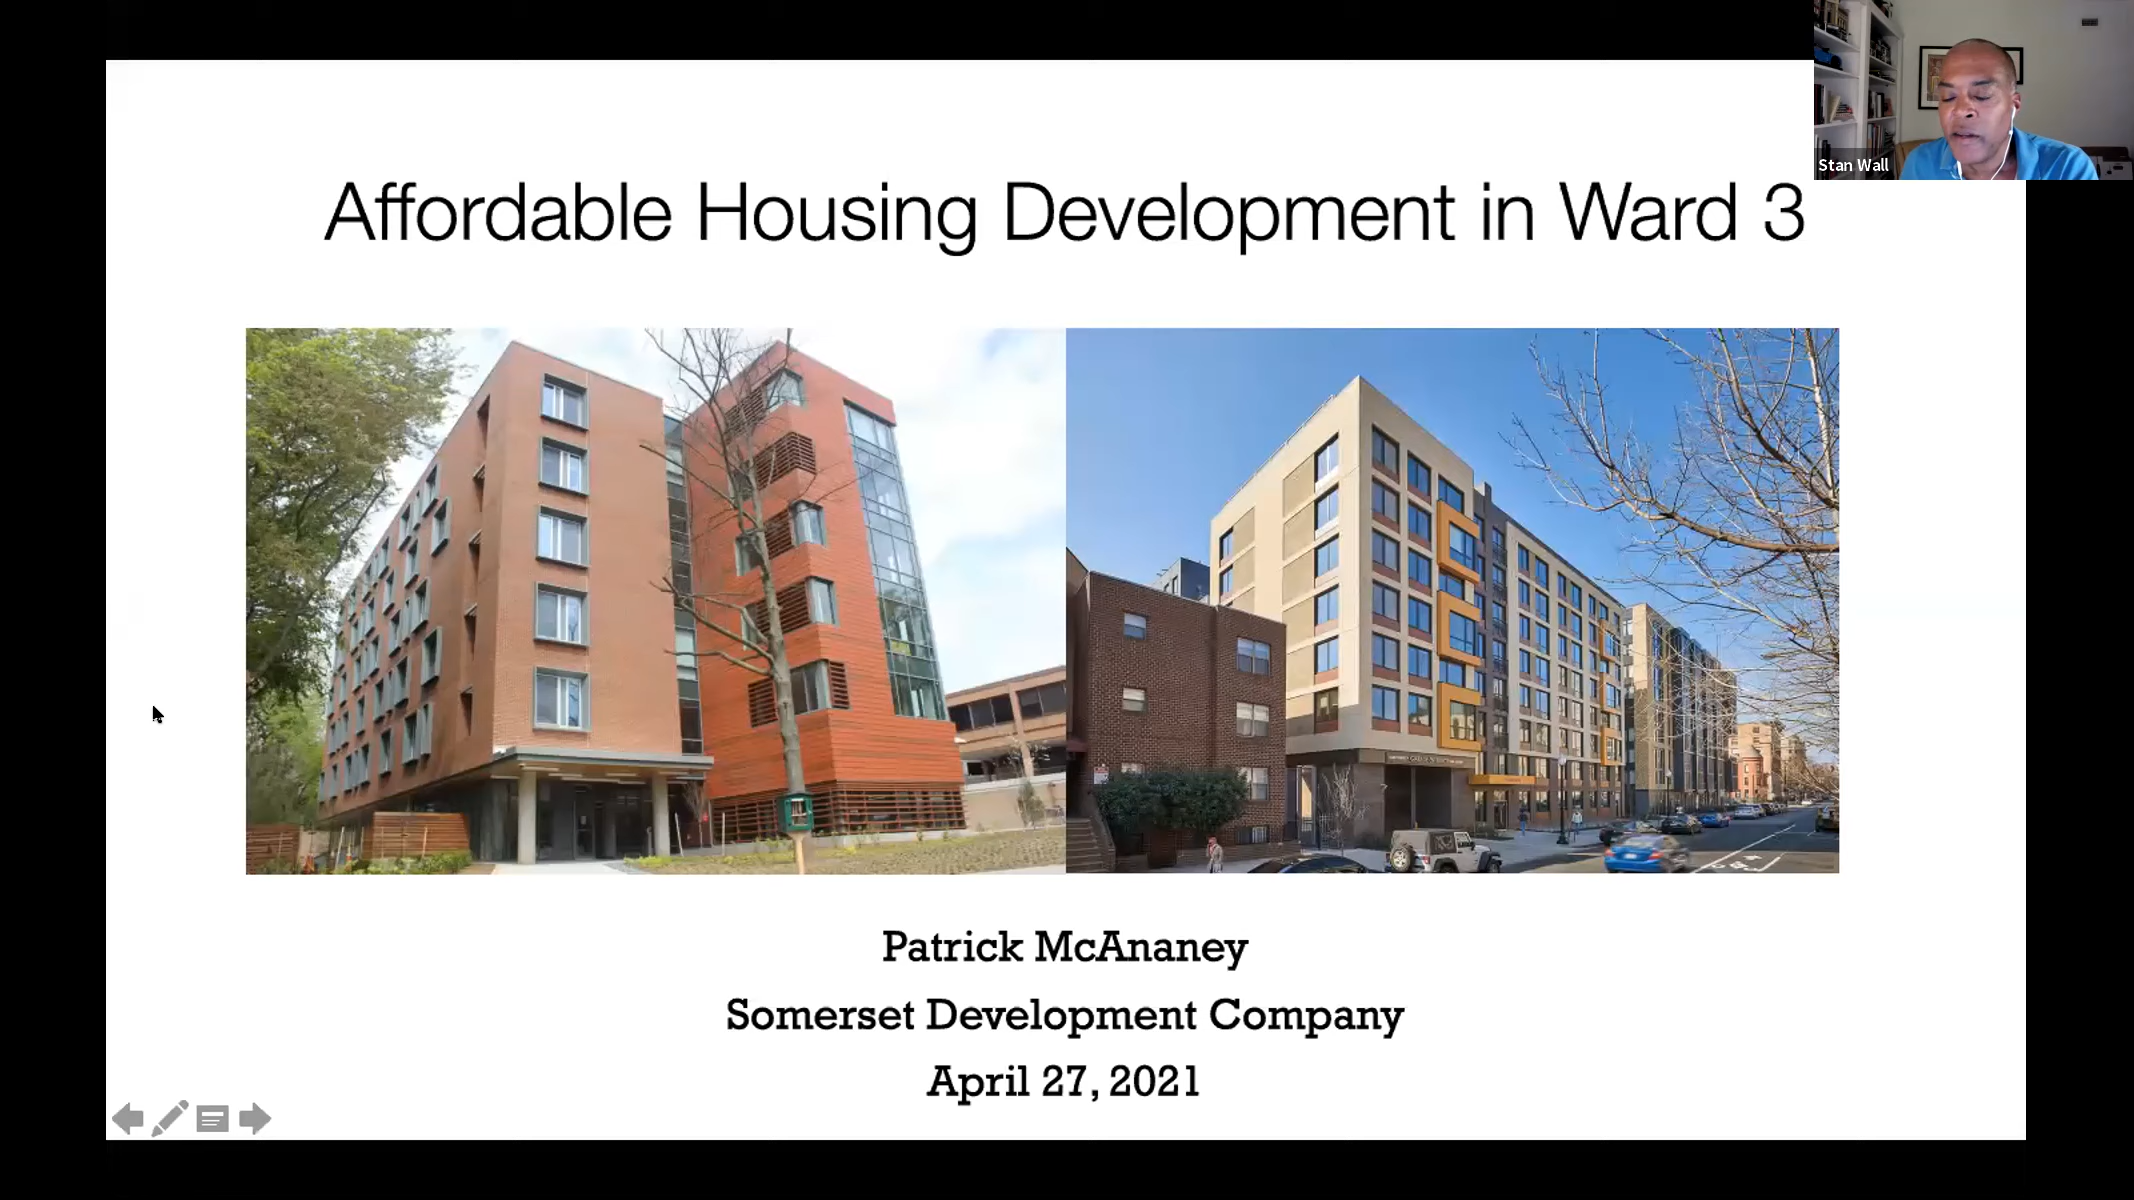 Stan Wall
Affordable Housing Development in Ward 3
Patrick McAnaney
Somerset Development Company
April 27, 2021